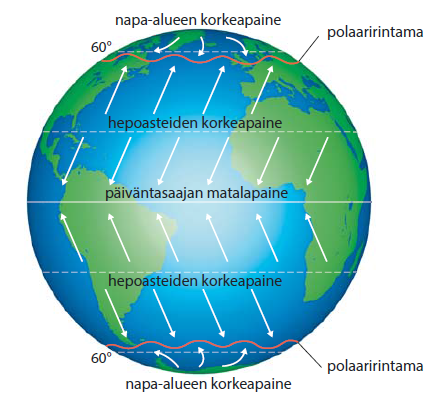 napa-alueen korkeapaine
polaaririntama
60°
hepoasteiden korkeapaine
päiväntasaajan matalapaine
hepoasteiden korkeapaine
60°
polaaririntama
napa-alueen korkeapaine